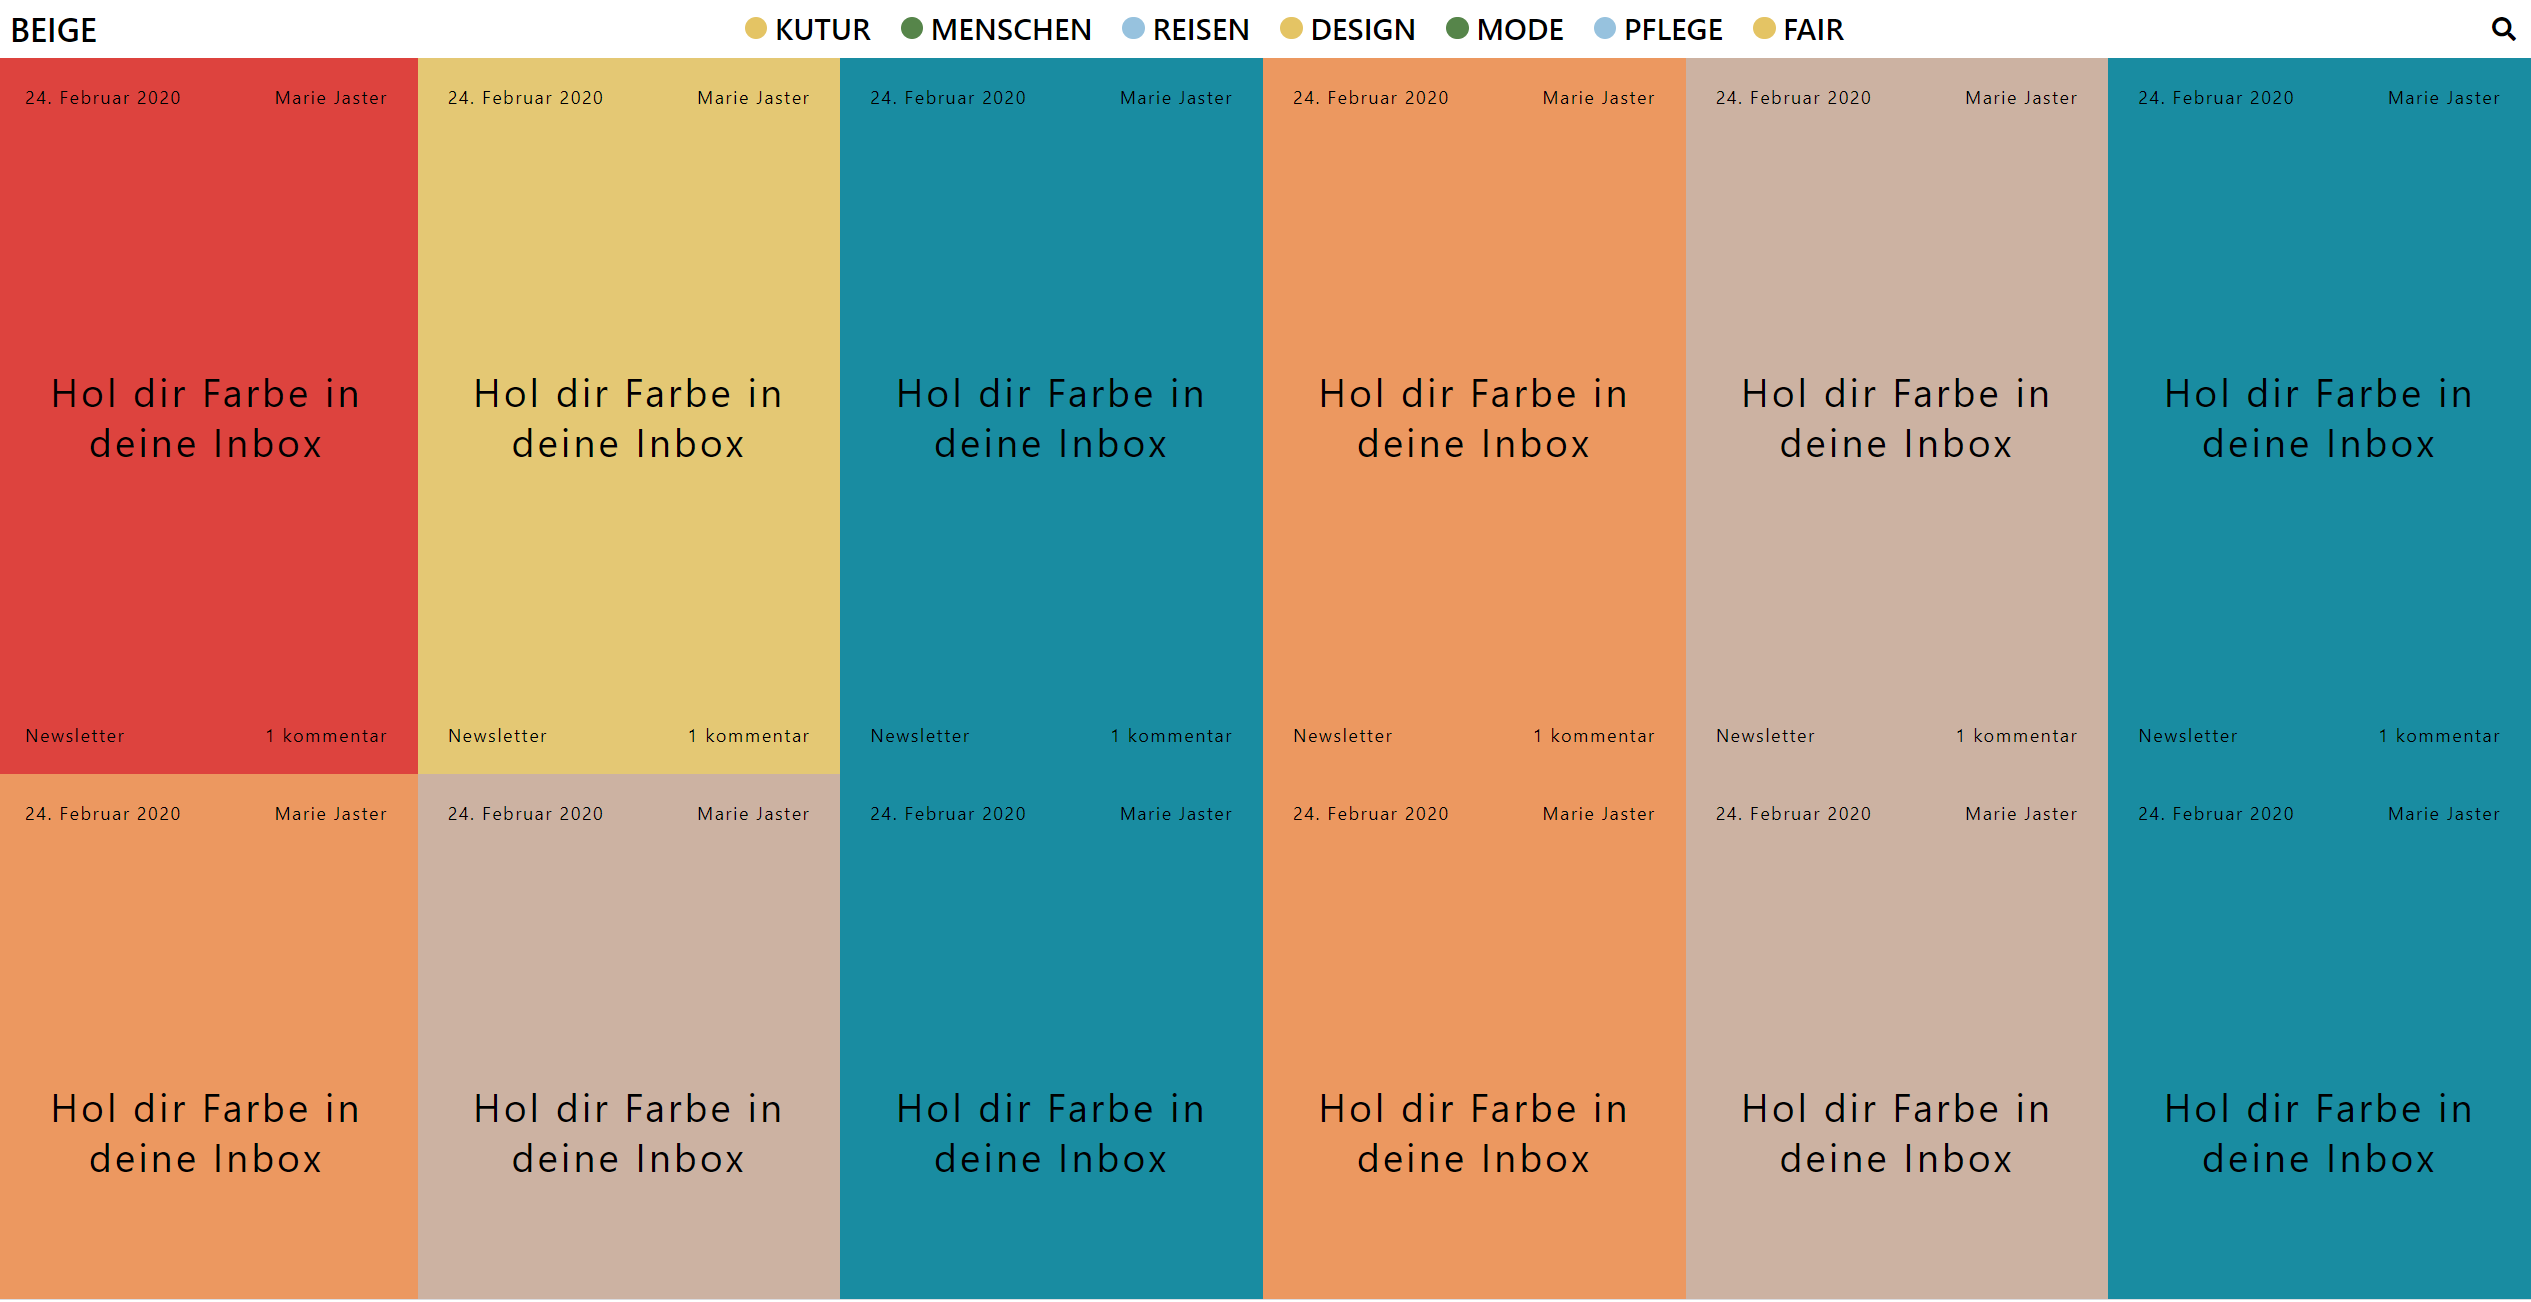 BEIGE KUTUR MENSCHEN REISEN DESIGN MODE PFLEGE FAIR
24. Februar 2020 Marie Jaster
Hol dir Farbe in
deine Inbox
Newsletter 1 kommentar
24. Februar 2020 Marie Jaster
Hol dir Farbe in
deine Inbox
Newsletter 1 kommentar
24. Februar 2020 Marie Jaster
Hol dir Farbe in
deine Inbox
Newsletter 1 kommentar
24. Februar 2020 Marie Jaster
Hol dir Farbe in
deine Inbox
Newsletter 1 kommentar
24. Februar 2020 Marie Jaster
Hol dir Farbe in
deine Inbox
Newsletter 1 kommentar
24. Februar 2020 Marie Jaster
Hol dir Farbe in
deine Inbox
Newsletter 1 kommentar
24. Februar 2020 Marie Jaster
Hol dir Farbe in
deine Inbox
24. Februar 2020 Marie Jaster
Hol dir Farbe in
deine Inbox
24. Februar 2020 Marie Jaster
Hol dir Farbe in
deine Inbox
24. Februar 2020 Marie Jaster
Hol dir Farbe in
deine Inbox
24. Februar 2020 Marie Jaster
Hol dir Farbe in
deine Inbox
24. Februar 2020 Marie Jaster
Hol dir Farbe in
deine Inbox